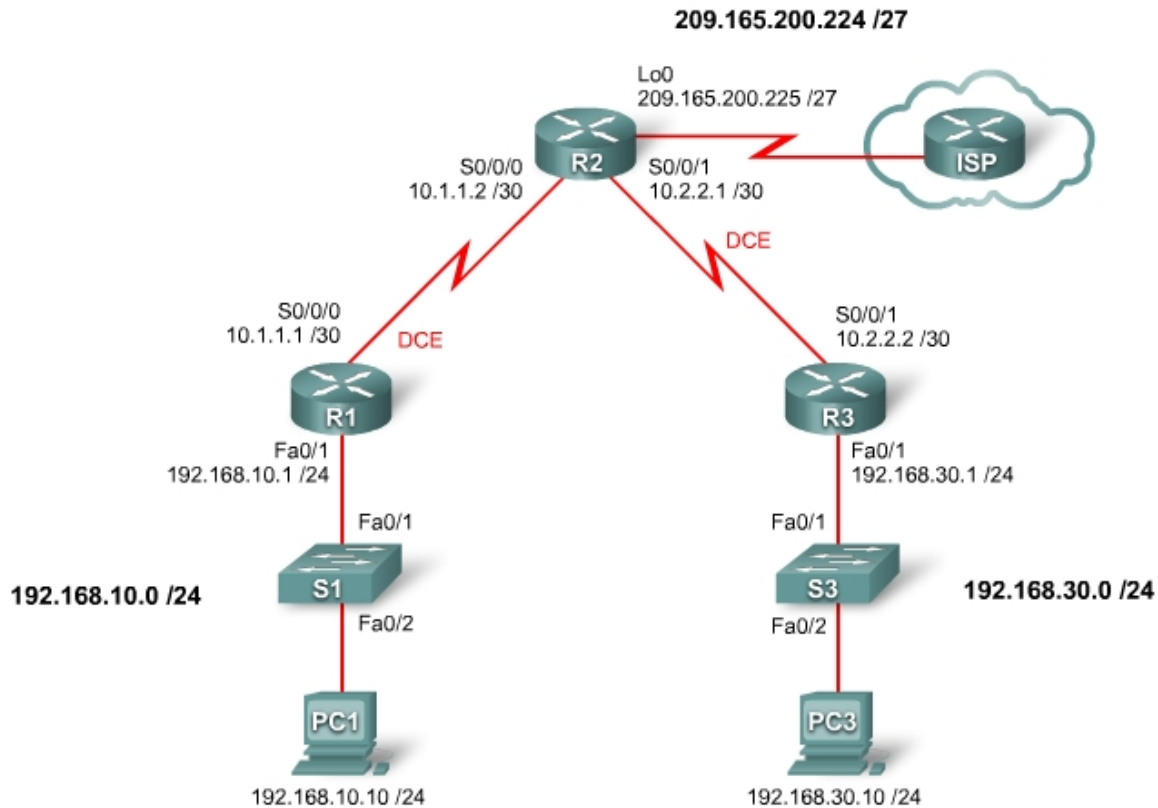 209.165.200.224 /27
Lo0
209.165.200.225 /27
R2
ISP
S0/0/0
10.1.1.2 /30
S0/0/1
10.2.2.1 /30
DCE
S0/0/0
10.1.1.1 /30
DCE
S0/0/1
10.2.2.2 /30
R1
R3
Fa0/1
192.168.10.1 /24
Fa0/1
192.168.30.1 /24
Fa0/1
Fa0/1
S1
S3
192.168.10.0 /24
192.168.30.0 /24
Fa0/2
Fa0/2
PC1
PC3
192.168.10.10 /24
192.168.30.10 /24